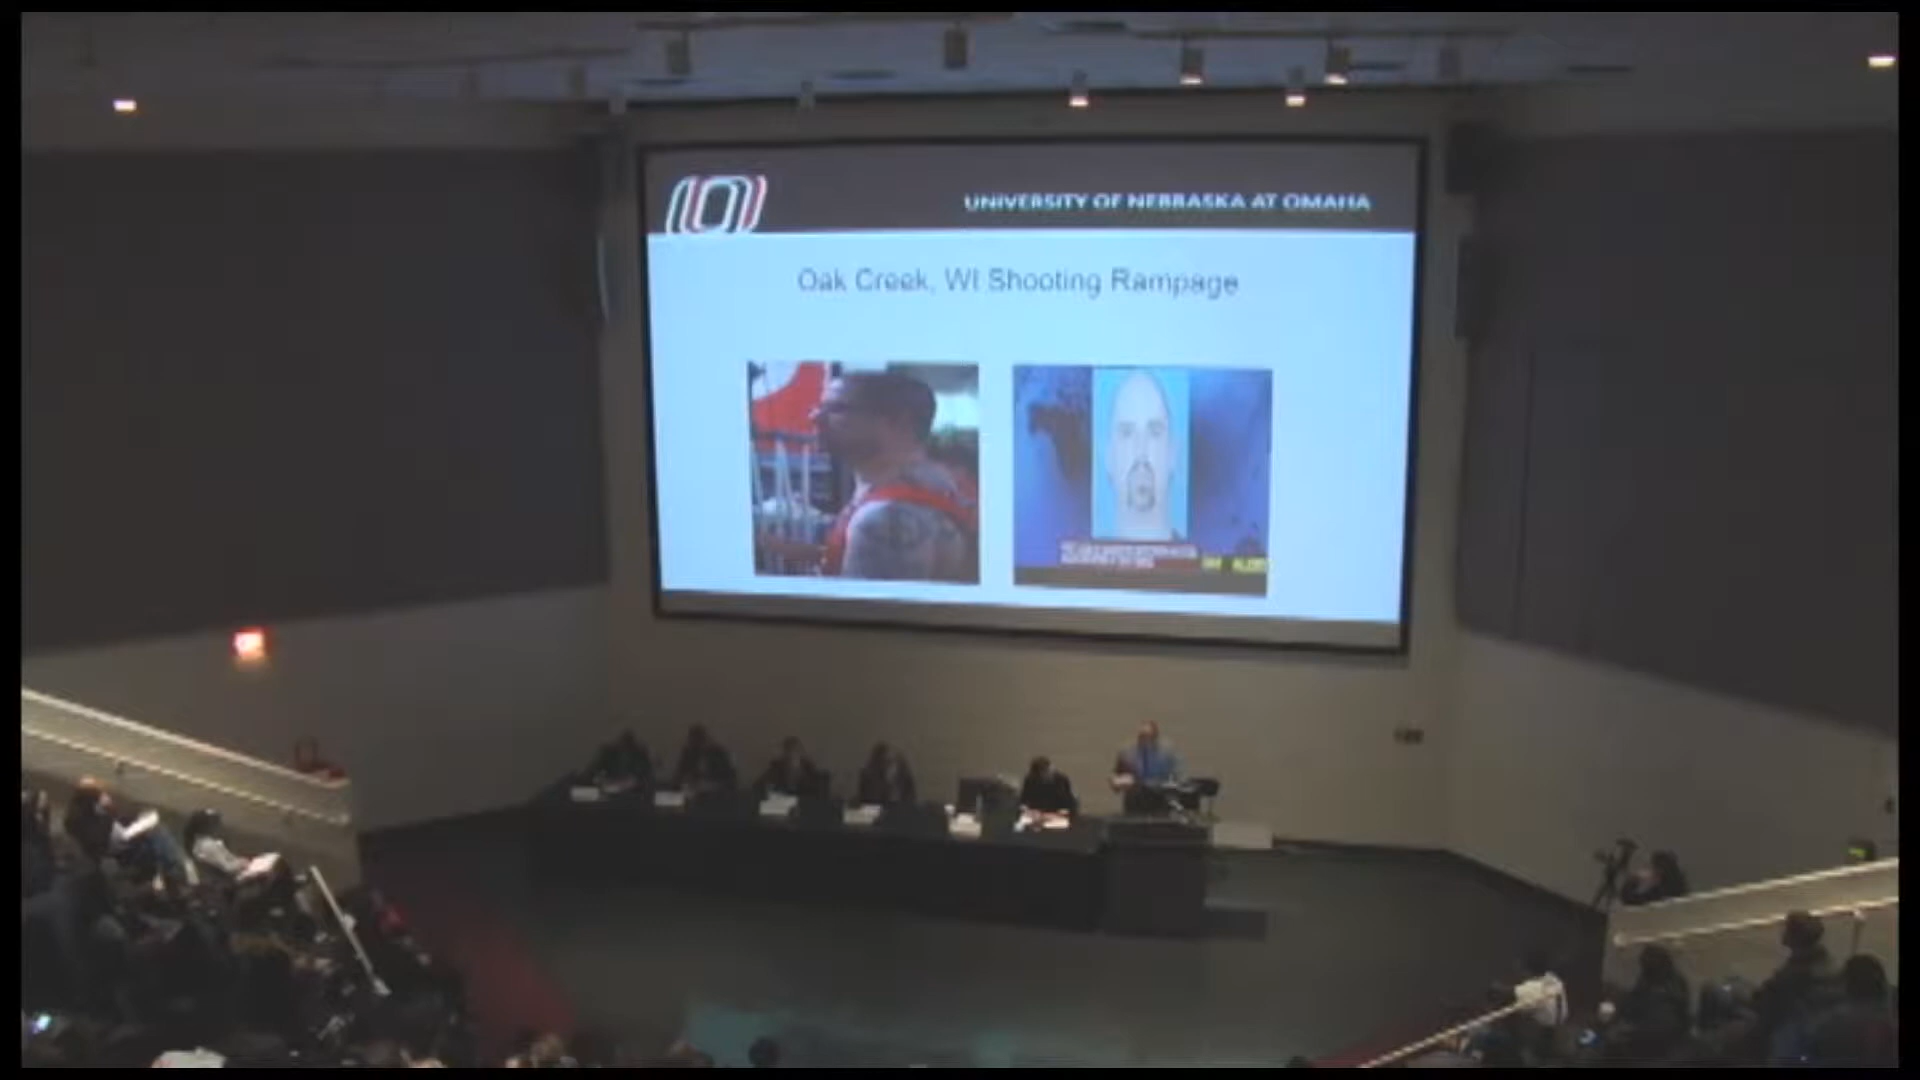 UNIVERSITY OF NEBRASKA AT OMAHA
Oak Creek, WI Shooting Rampage